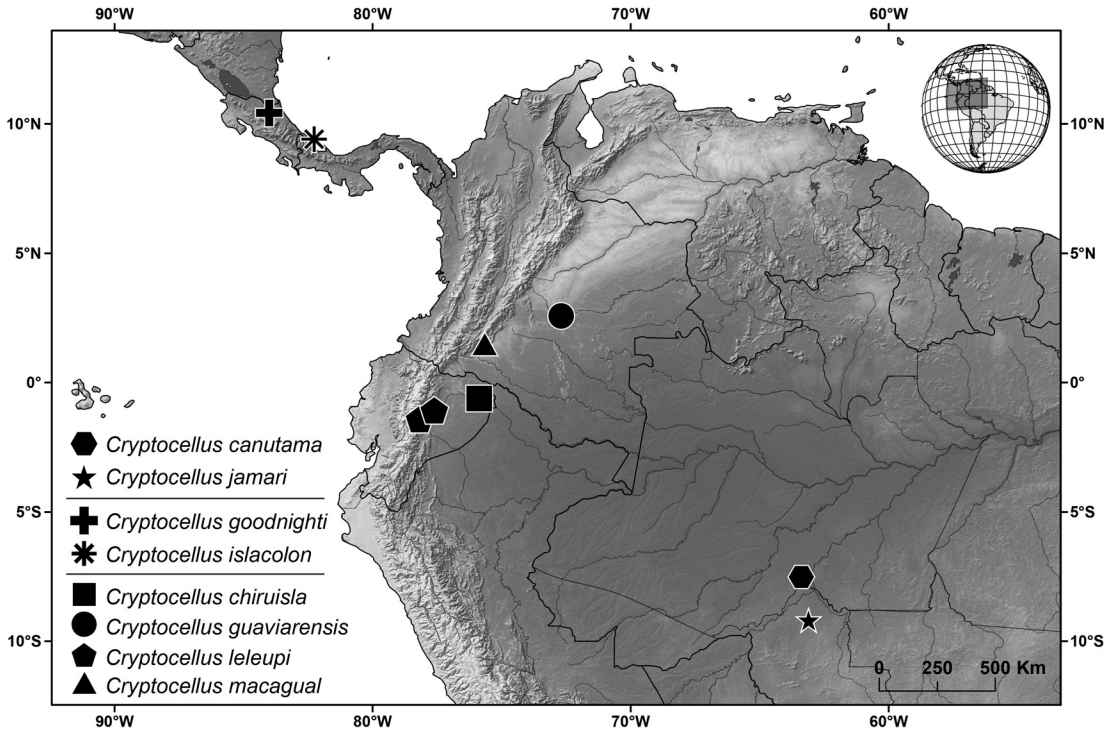 90°W 80°W 70°W 60°W
10°N 10°N
5°N 5°N
0° 0°
Cryptocellus canutama
Cryptocellus jamari
5°S 5°S
Cryptocellus goodnighti
Cryptocellus islacolon
Cryptocellus chiruisla
Cryptocellus guaviarensis
10°S 10°S
Cryptocellus leleupi
0 250 500 Km
Cryptocellus macagual
90°W 80°W 70°W 60°W